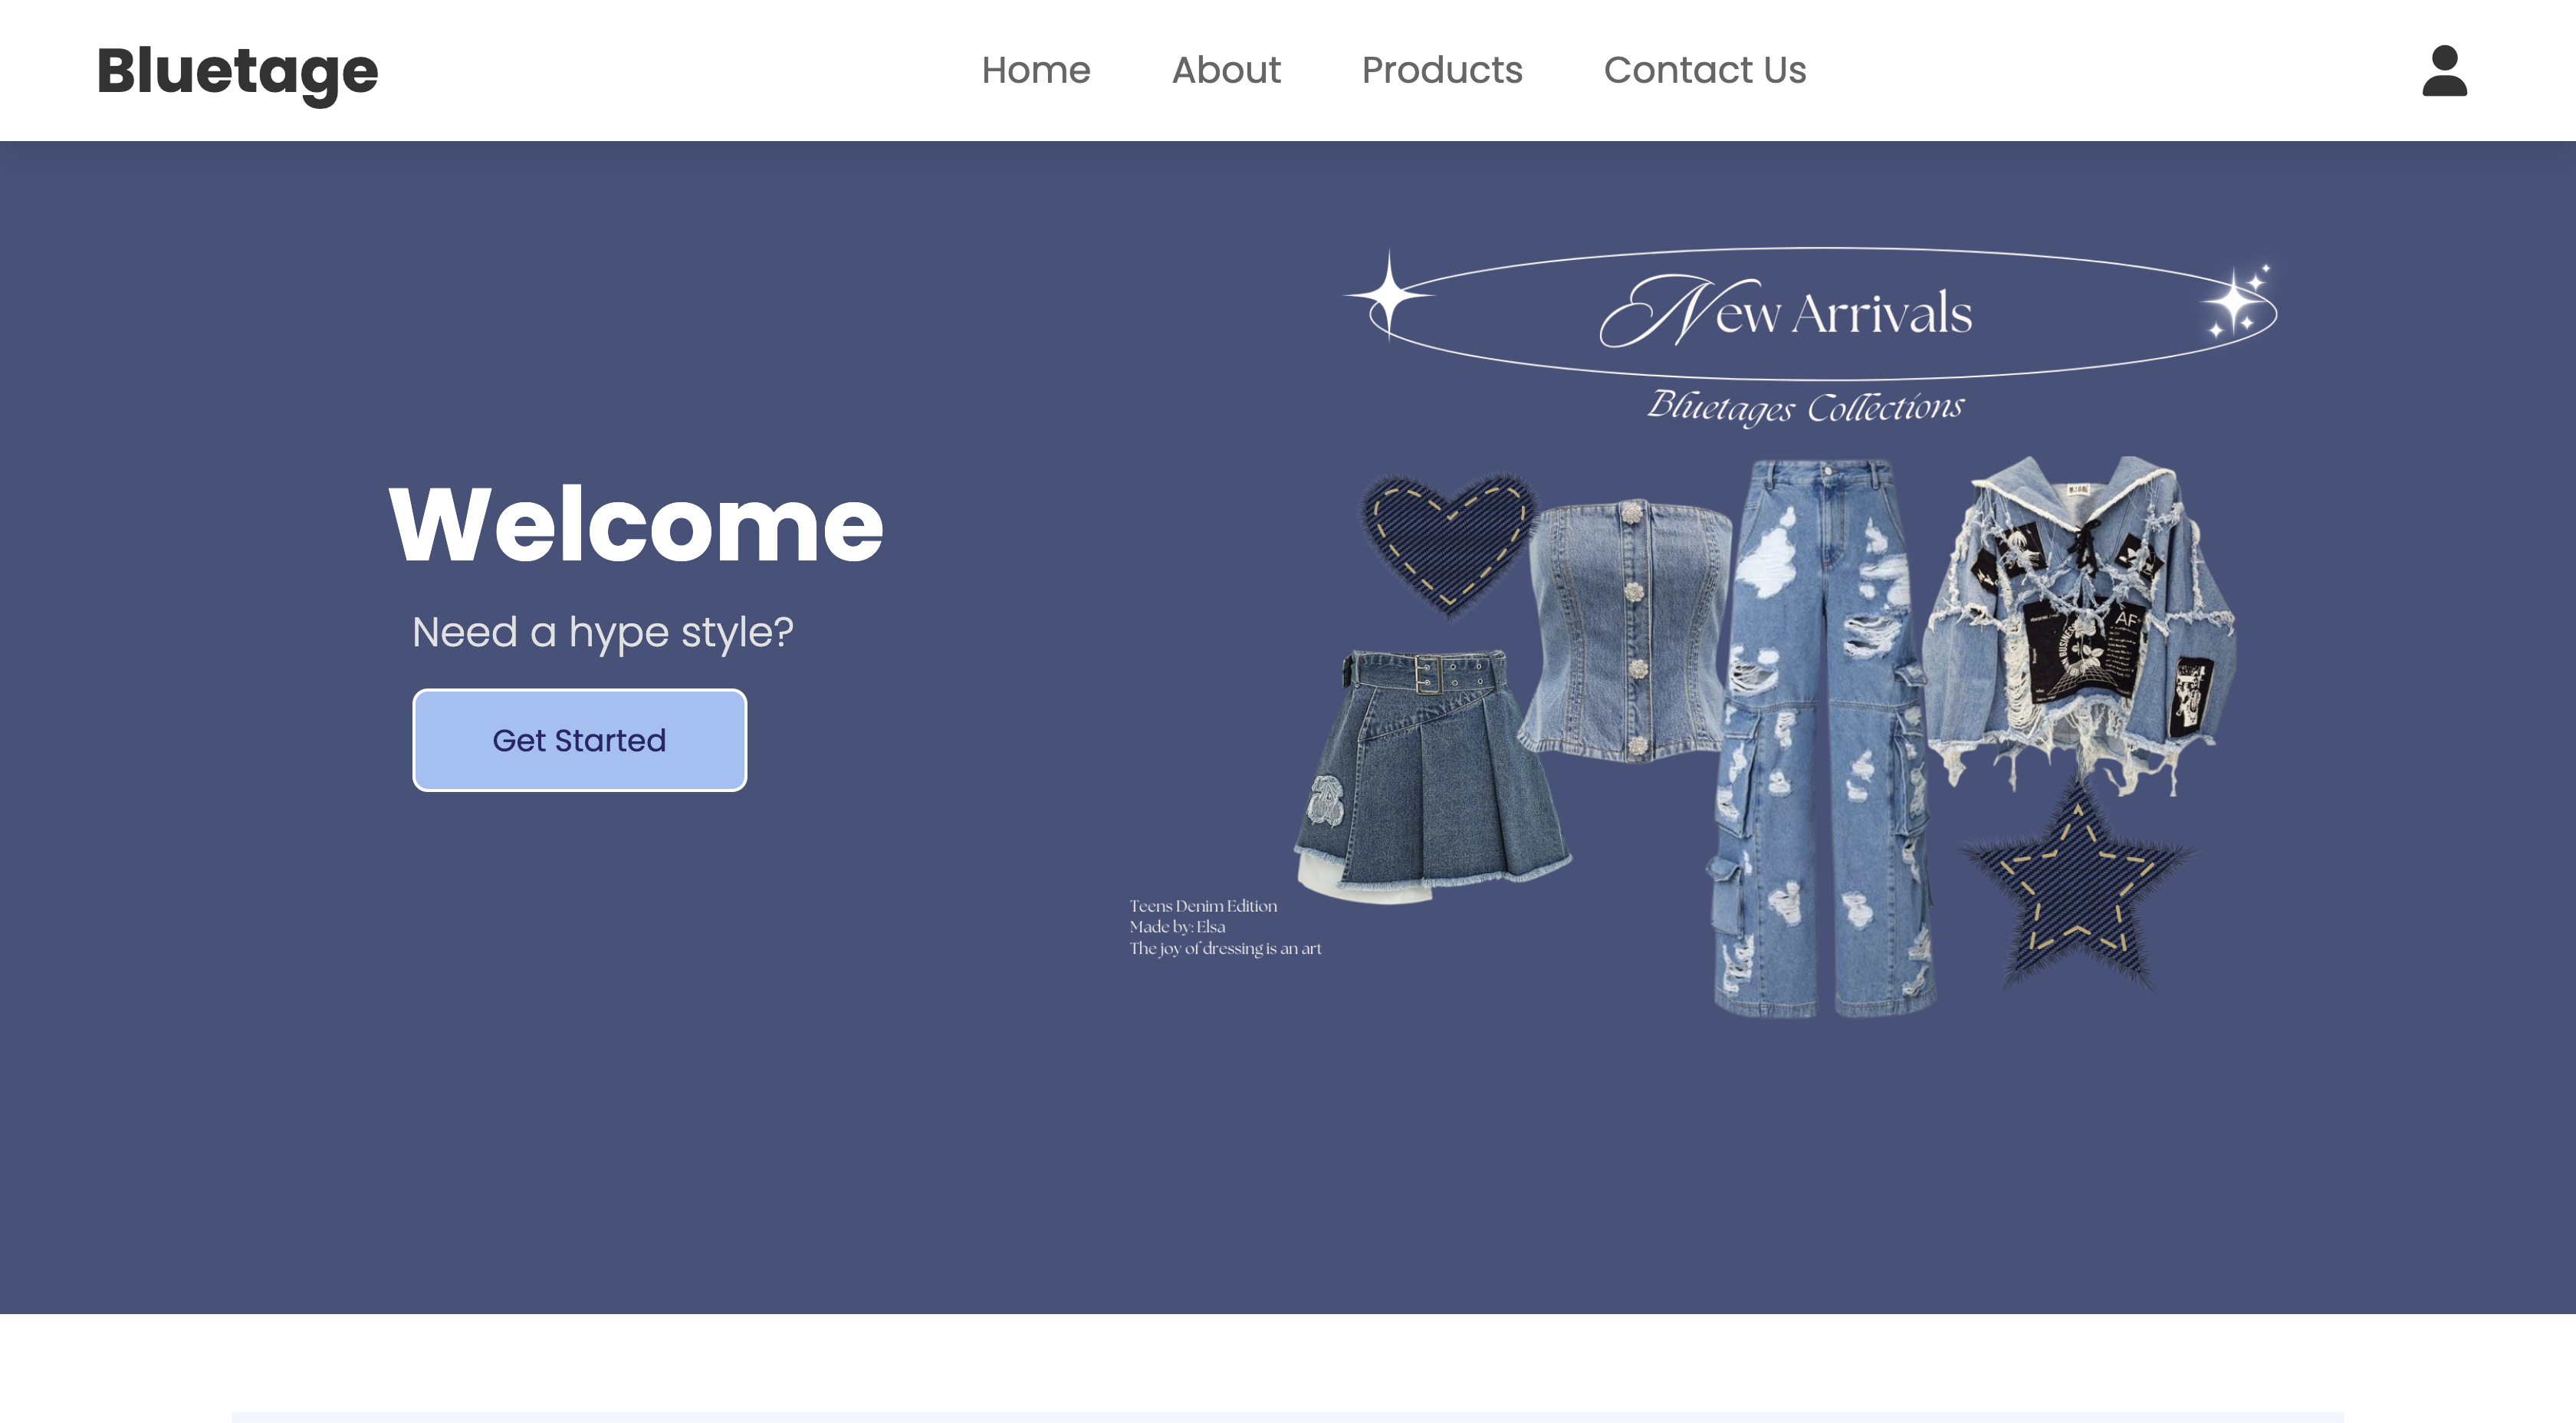 Bluetage
Home About Products Contact Us
New Arrivals
Bluetages Collections
Welcome
Need a hype style?
Get Started
AF
Teens Denim Edition
Made by: Elsa
The joy of dressing is an art